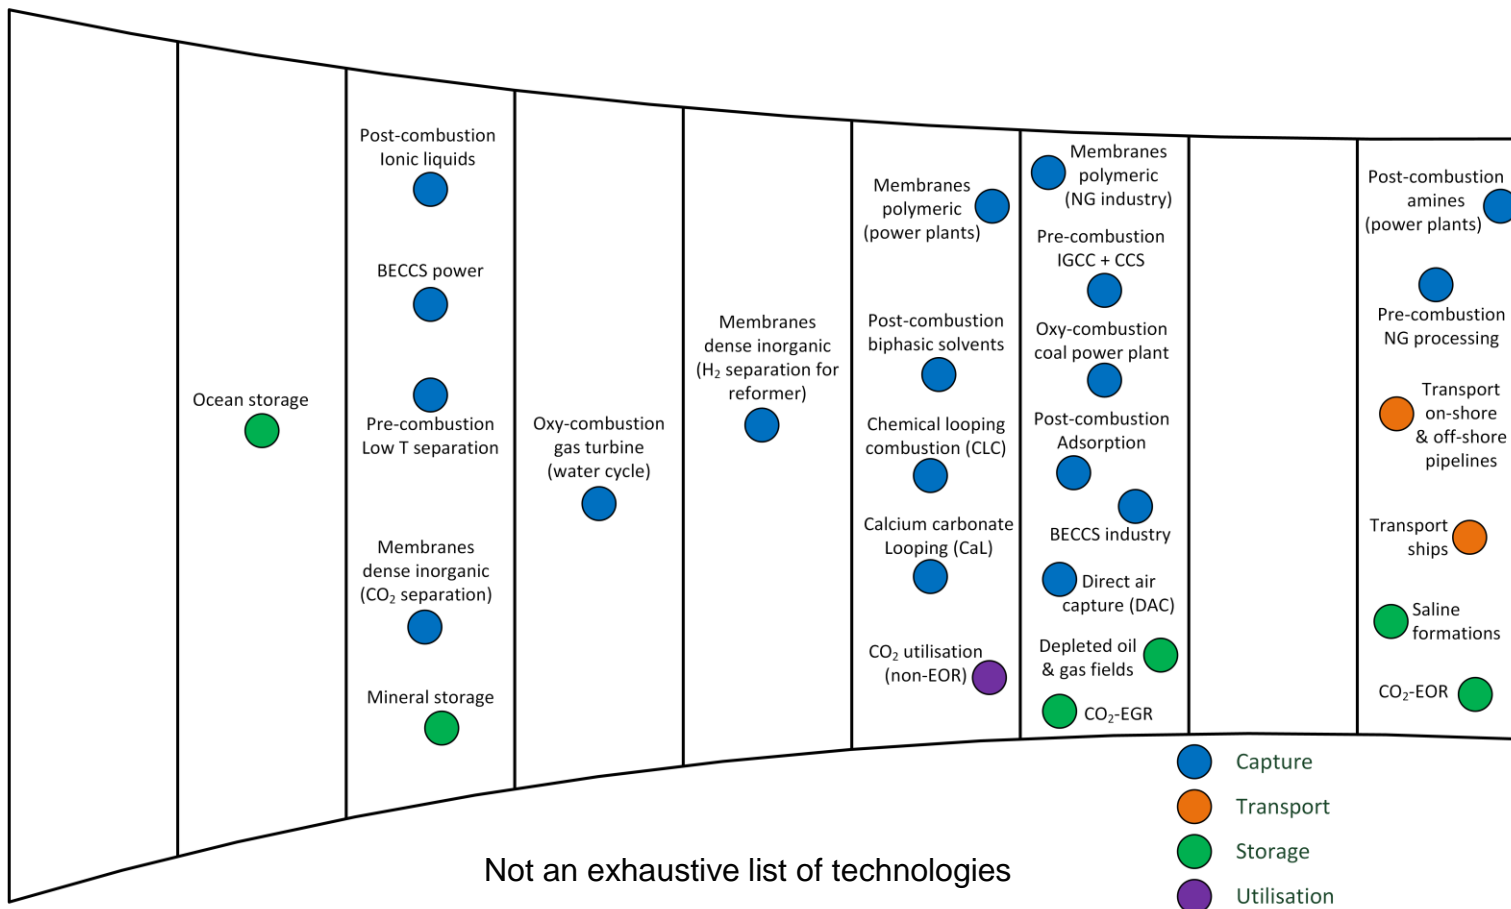 Ocean storage
Post-combustion
Ionic liquids
BECCS power
Pre-combustion
Low T separation
Membranes
dense inorganic
(CO₂ separation)
Mineral storage
Oxy-combustion
gas turbine
(water cycle)
Membranes
dense inorganic
(H₂ separation for
reformer)
Membranes
polymeric
(power plants)
Post-combustion
biphasic solvents
Chemical looping
combustion (CLC)
Calcium carbonate
Looping (CaL)
CO₂ utilisation
(non-EOR)
Membranes
polymeric
(NG industry)
Pre-combustion
IGCC + CCS
Oxy-combustion
coal power plant
Post-combustion
Adsorption
BECCS industry
Direct air
capture (DAC)
Depleted oil
& gas fields
CO₂-EGR
Post-combustion
amines
(power plants)
Pre-combustion
NG processing
Transport
on-shore
& off-shore
pipelines
Transport
ships
Saline
formations
CO₂-EOR
Capture
Transport
Storage
Utilisation
Not an exhaustive list of technologies